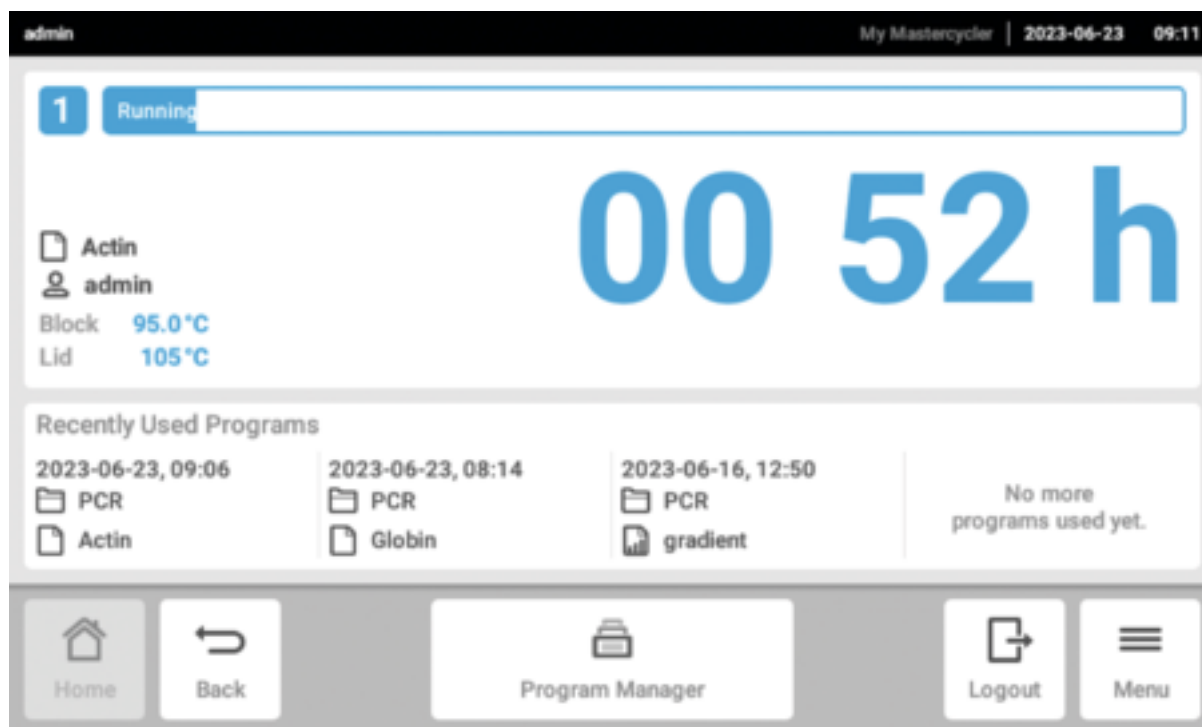 admin My Mastercycler 2023-06-23 09:11
1 Running
00 52 h
Actin
admin
Block 95.0°C
Lid 105°C
Recently Used Programs
2023-06-23, 09:06 2023-06-23, 08:14 2023-06-16, 12:50
PCR PCR PCR
Actin Globin gradient
No more
programs used yet.
Home Back Program Manager Logout Menu